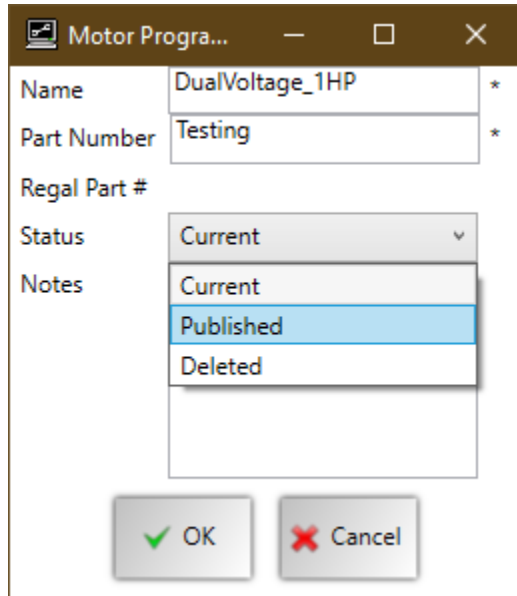 Motor Progra...
Name DualVoltage_1HP *
Part Number Testing *
Regal Part #
Status Current
Notes Current
Published
Deleted
OK Cancel